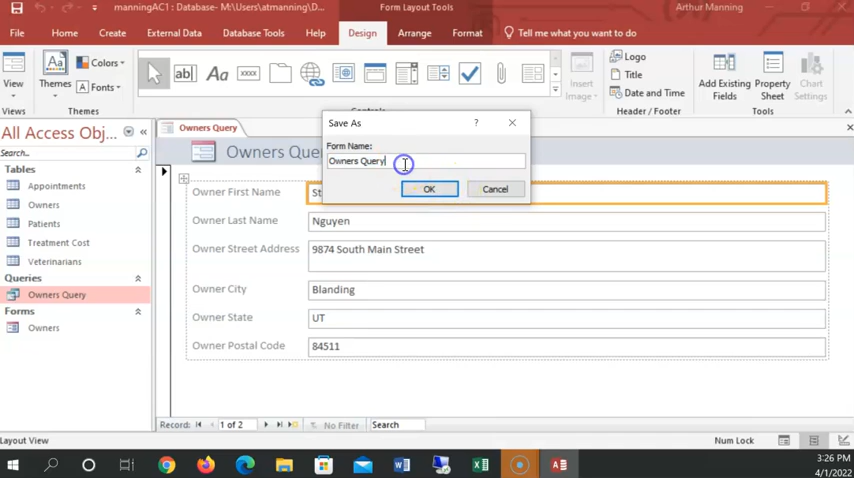 manningAC1 : Database- M:\Users\atmanning\D...
Form Layout Tools
Arthur Manning
File
Home
Create
External Data
Database Tools
Help
Design
Arrange
Format
Tell me what you want to do
View
Themes
Colors
Fonts
ab|
Aa
xxxx
Insert
Image
Logo
Title
Date and Time
Add Existing
Fields
Property
Sheet
Chart
Settings
Views
Themes
Controls
Header / Footer
Tools
All Access Obj...
Search...
Tables
Appointments
Owners
Patients
Treatment Cost
Veterinarians
Queries
Owners Query
Forms
Owners
Owners Query
Owners Que
Owner First Name
St
Owner Last Name
Nguyen
Owner Street Address
9874 South Main Street
Owner City
Blanding
Owner State
UT
Owner Postal Code
84511
Save As
?
Form Name:
Owners Query
OK
Cancel
Record:
1 of 2
No Filter
Search
Layout View
Num Lock
3:26 PM
4/1/2022